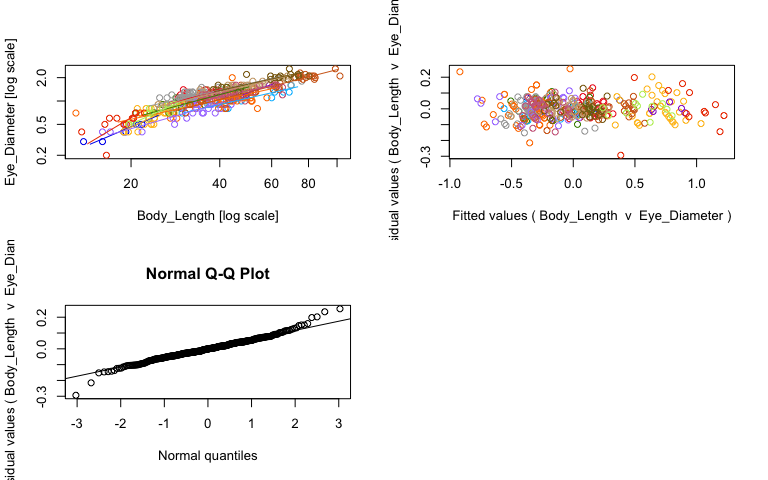 Eye_Diameter [log scale]
2.0
0.5
0.2
20 40 60 80
Body_Length [log scale]
sidual values ( Body_Length v Eye_Dian
0.2
0.0
-0.3
-1.0 -0.5 0.0 0.5 1.0
Fitted values ( Body_Length v Eye_Diameter )
Normal Q-Q Plot
sidual values ( Body_Length v Eye_Dian
0.2
0.0
-0.3
-3 -2 -1 0 1 2 3
Normal quantiles